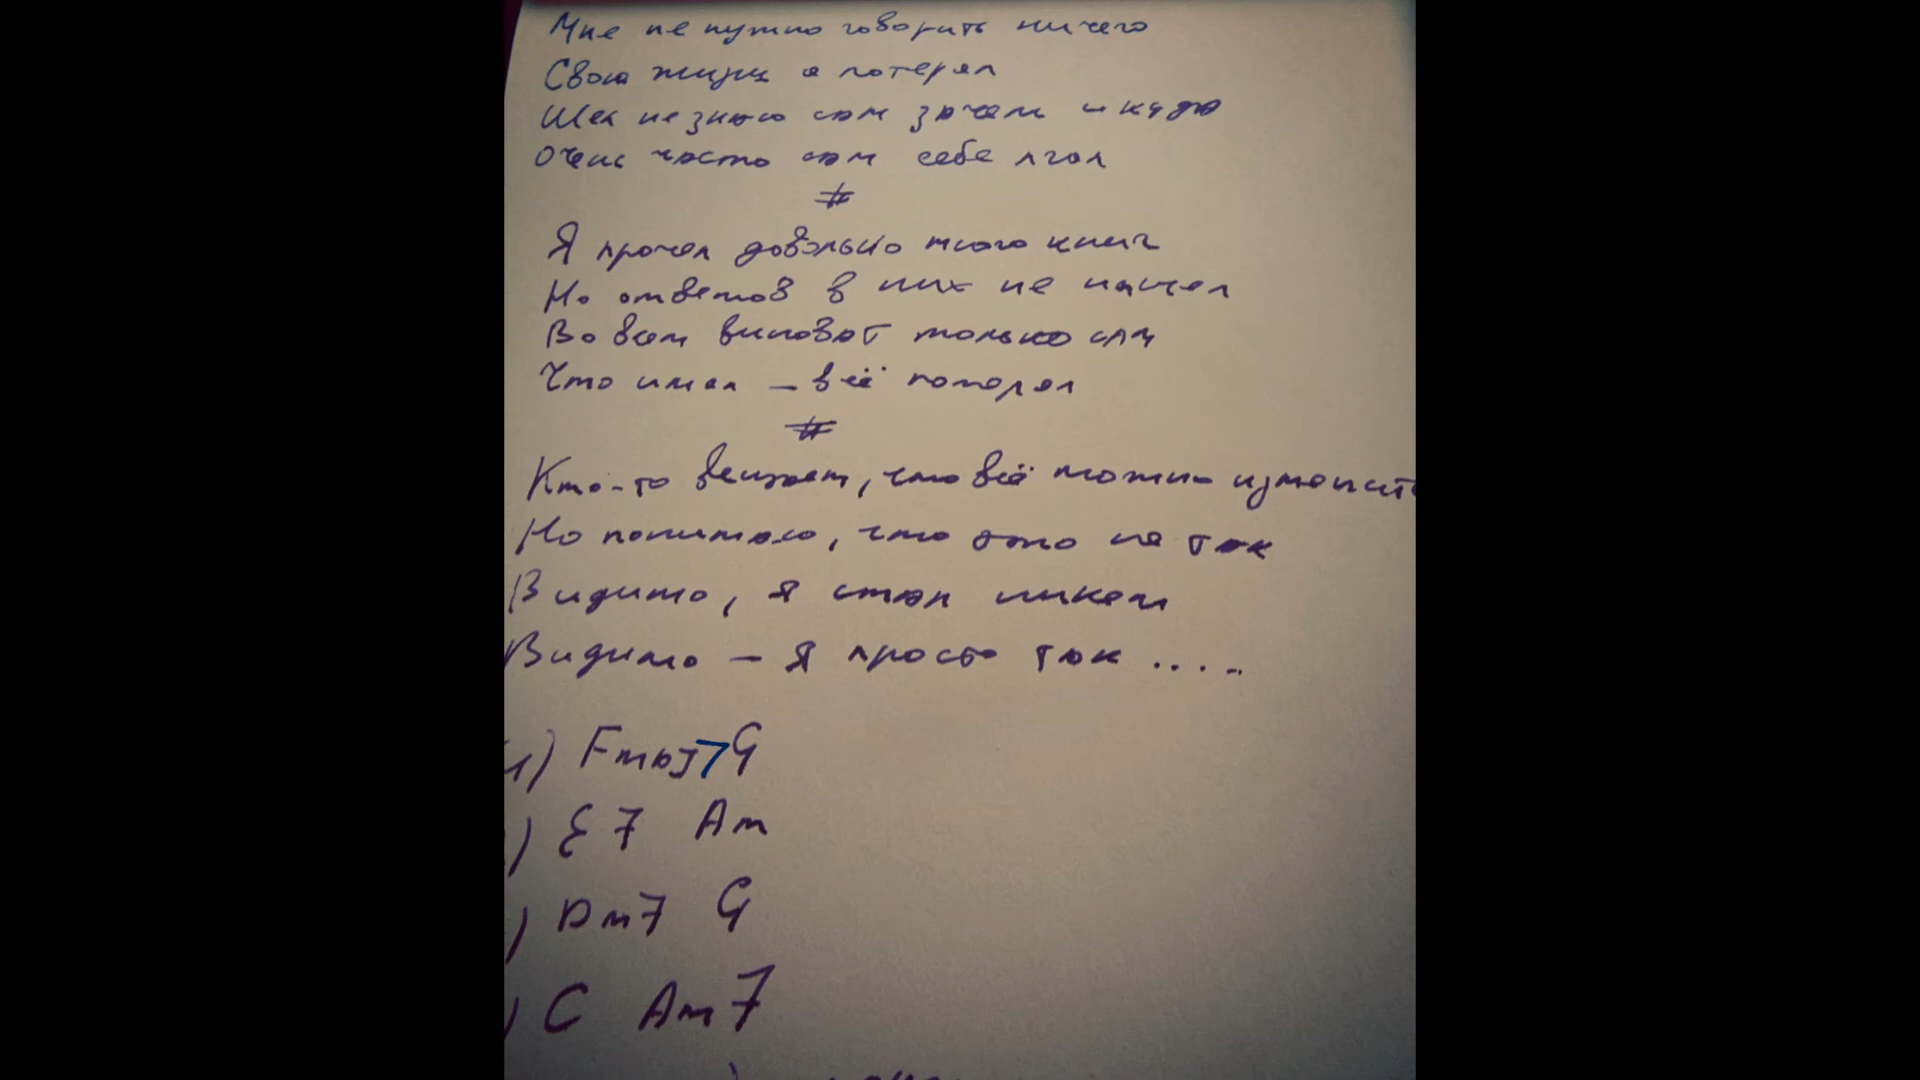 Мне не нужно говорить ничего
Свою жизнь я потерял
Шел не знаю сам зачем и куда
Очень часто сам себе лгал
#
Я прочел довольно много книг
Но ответов в них не нашел
Во всем виноват только сам
Что имел – всё потерял
#
Кто-то вещает, что всё можно изменить
Но понимаю, что это не так
Видимо, я стал никем
Видимо – я просто так .....
1) Fmaj7 G
) E7 Am
) Dm7 G
) C Am7